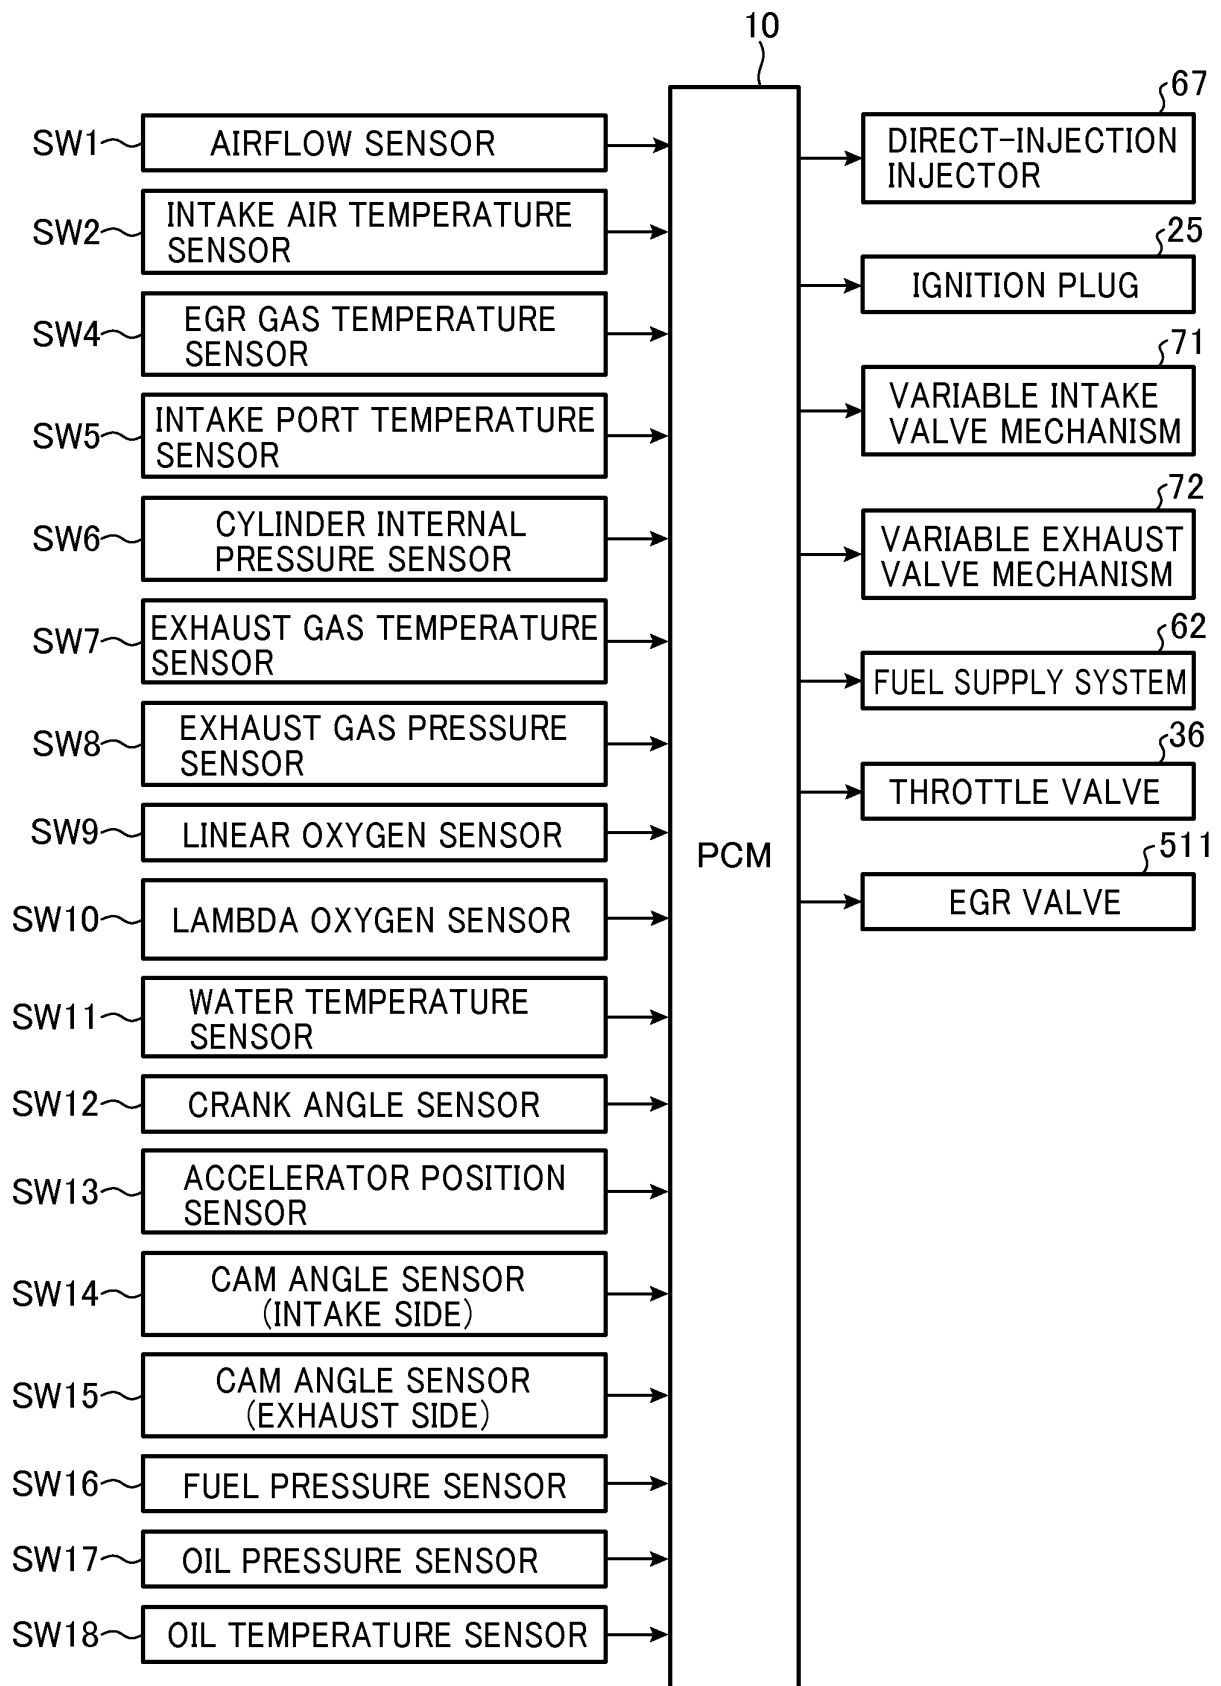 10
SW1
AIRFLOW SENSOR
SW2
INTAKE AIR TEMPERATURE
SENSOR
SW4
EGR GAS TEMPERATURE
SENSOR
SW5
INTAKE PORT TEMPERATURE
SENSOR
SW6
CYLINDER INTERNAL
PRESSURE SENSOR
SW7
EXHAUST GAS TEMPERATURE
SENSOR
SW8
EXHAUST GAS PRESSURE
SENSOR
SW9
LINEAR OXYGEN SENSOR
SW10
LAMBDA OXYGEN SENSOR
SW11
WATER TEMPERATURE
SENSOR
SW12
CRANK ANGLE SENSOR
SW13
ACCELERATOR POSITION
SENSOR
SW14
CAM ANGLE SENSOR
(INTAKE SIDE)
SW15
CAM ANGLE SENSOR
(EXHAUST SIDE)
SW16
FUEL PRESSURE SENSOR
SW17
OIL PRESSURE SENSOR
SW18
OIL TEMPERATURE SENSOR
PCM
67
DIRECT-INJECTION
INJECTOR
25
IGNITION PLUG
71
VARIABLE INTAKE
VALVE MECHANISM
72
VARIABLE EXHAUST
VALVE MECHANISM
62
FUEL SUPPLY SYSTEM
36
THROTTLE VALVE
511
EGR VALVE